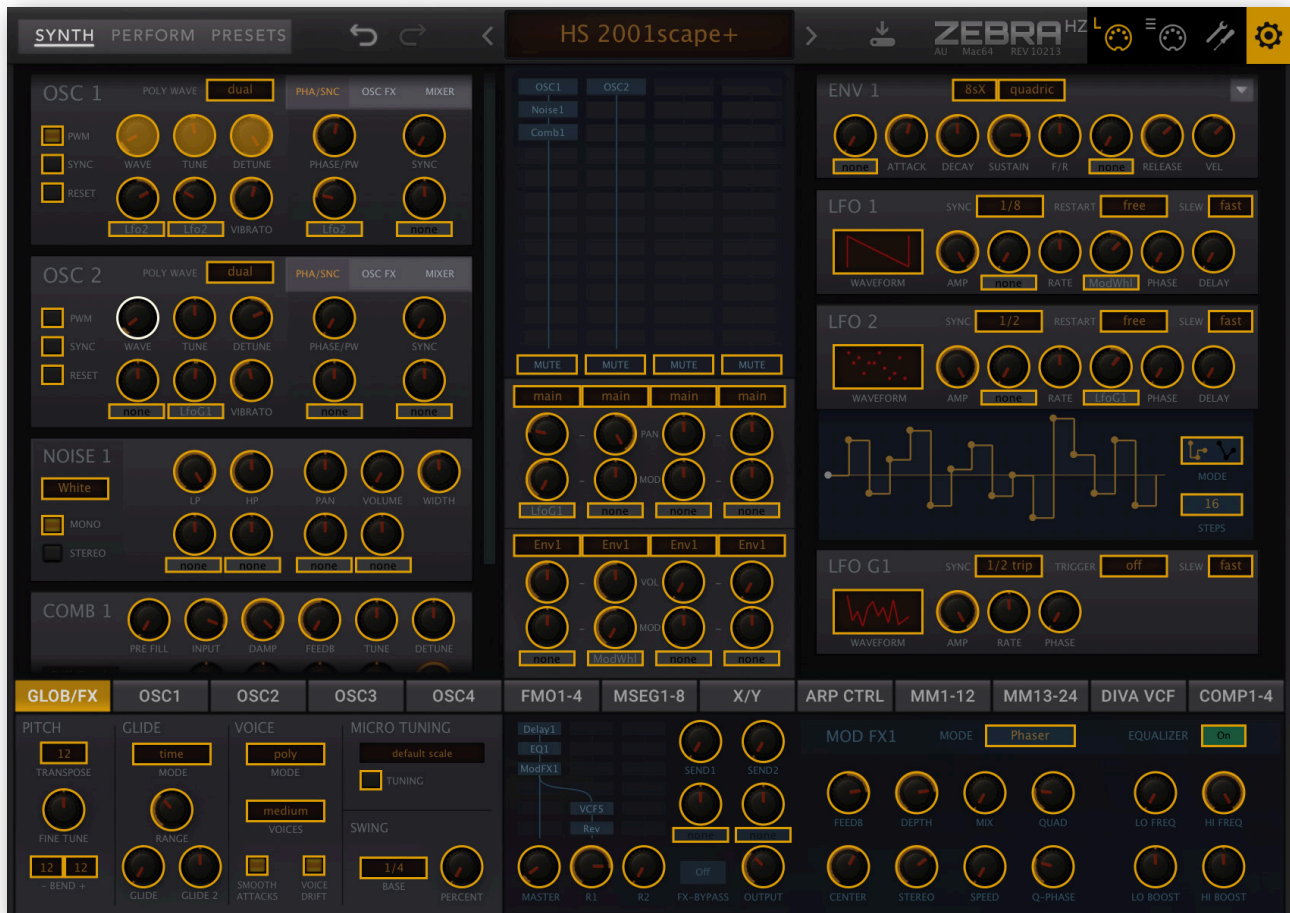 SYNTH PERFORM PRESETS
HS 2001scape+
ZEBRA HZ
AU Mac64 REV 10213
L
OSC 1
POLY WAVE dual
PHA/SNC OSC FX MIXER
PWM
SYNC
RESET
WAVE TUNE DETUNE PHASE/PW SYNC
Lfo2 Lfo2 VIBRATO Lfo2 none
OSC 2
POLY WAVE dual
PHA/SNC OSC FX MIXER
PWM
SYNC
RESET
WAVE TUNE DETUNE PHASE/PW SYNC
none LfoG1 VIBRATO none none
NOISE 1
White
MONO
STEREO
LP HP PAN VOLUME WIDTH
none none none none
COMB 1
PRE FILL INPUT DAMP FEEDB TUNE DETUNE
OSC1 OSC2
Noise1
Comb1
MUTE MUTE MUTE MUTE
main main main main
PAN
MOD
LfoG1 none none none
Env1 Env1 Env1 Env1
VOL
MOD
none ModWhl none none
ENV 1
8sX quadric
none ATTACK DECAY SUSTAIN F/R none RELEASE VEL
LFO 1
SYNC 1/8 RESTART free SLEW fast
WAVEFORM AMP none RATE ModWhl PHASE DELAY
LFO 2
SYNC 1/2 RESTART free SLEW fast
WAVEFORM AMP none RATE LfoG1 PHASE DELAY
MODE
16
STEPS
LFO G1
SYNC 1/2 trip TRIGGER off SLEW fast
WAVEFORM AMP RATE PHASE
GLOB/FX OSC1 OSC2 OSC3 OSC4 FMO1-4 MSEG1-8 X/Y ARP CTRL MM1-12 MM13-24 DIVA VCF COMP1-4
PITCH
12
TRANSPOSE
FINE TUNE
12 12
- BEND +
GLIDE
time
MODE
RANGE
GLIDE GLIDE 2
VOICE
poly
MODE
medium
VOICES
SMOOTH ATTACKS
VOICE DRIFT
MICRO TUNING
default scale
TUNING
SWING
1/4
BASE PERCENT
Delay1
EQ1
ModFX1
VCF5
Rev
SEND1 SEND2
none none
Off
MASTER R1 R2 FX-BYPASS OUTPUT
MOD FX1
MODE Phaser
EQUALIZER On
FEEDB DEPTH MIX QUAD LO FREQ HI FREQ
CENTER STEREO SPEED Q-PHASE LO BOOST HI BOOST